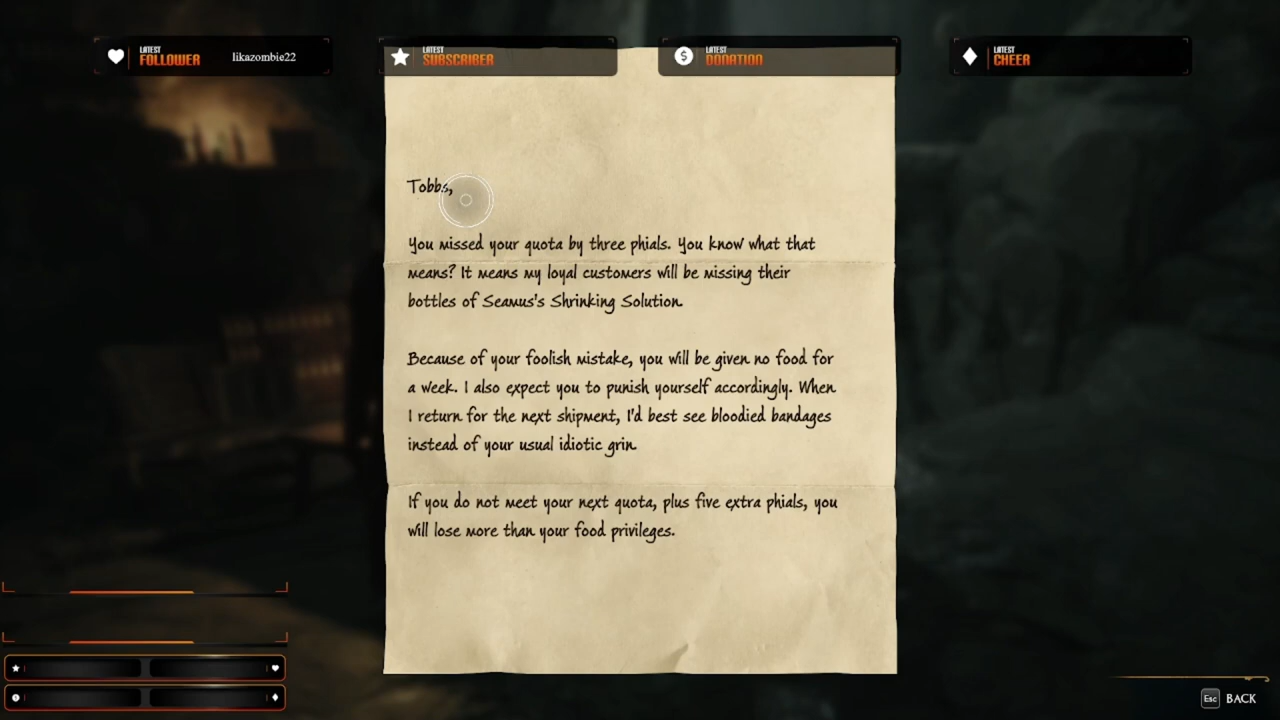 LATEST
FOLLOWER
likazombie22
LATEST
SUBSCRIBER
LATEST
DONATION
LATEST
CHEER
Tobbs,
You missed your quota by three phials. You know what that
means? It means my loyal customers will be missing their
bottles of Seamus's Shrinking Solution.
Because of your foolish mistake, you will be given no food for
a week. I also expect you to punish yourself accordingly. When
I return for the next shipment, I'd best see bloodied bandages
instead of your usual idiotic grin.
If you do not meet your next quota, plus five extra phials, you
will lose more than your food privileges.
Esc BACK